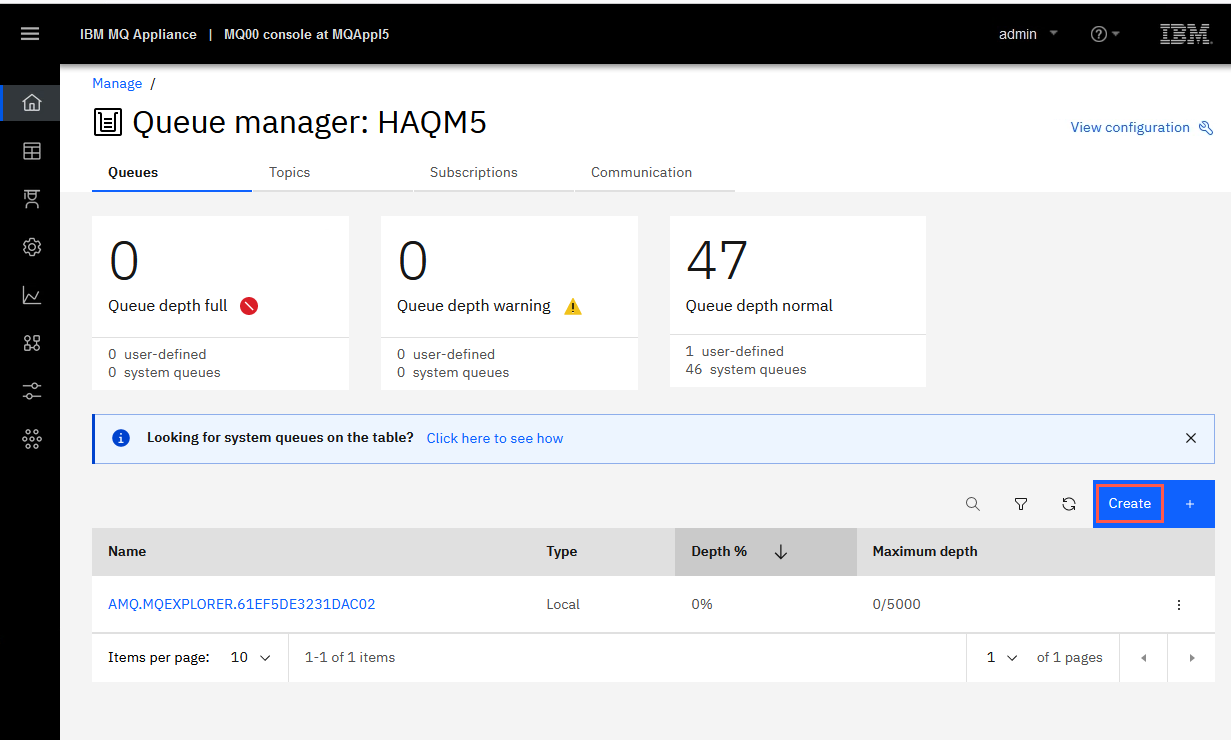 IBM MQ Appliance | MQ00 console at MQAppl5
admin
IBM
Manage /
Queue manager: HAQM5
View configuration
Queues Topics Subscriptions Communication
0
Queue depth full
0 user-defined
0 system queues
0
Queue depth warning
0 user-defined
0 system queues
47
Queue depth normal
1 user-defined
46 system queues
Looking for system queues on the table? Click here to see how
Create +
Name Type Depth % Maximum depth
AMQ.MQEXPLORER.61EF5DE3231DAC02 Local 0% 0/5000
Items per page: 10 1-1 of 1 items 1 of 1 pages